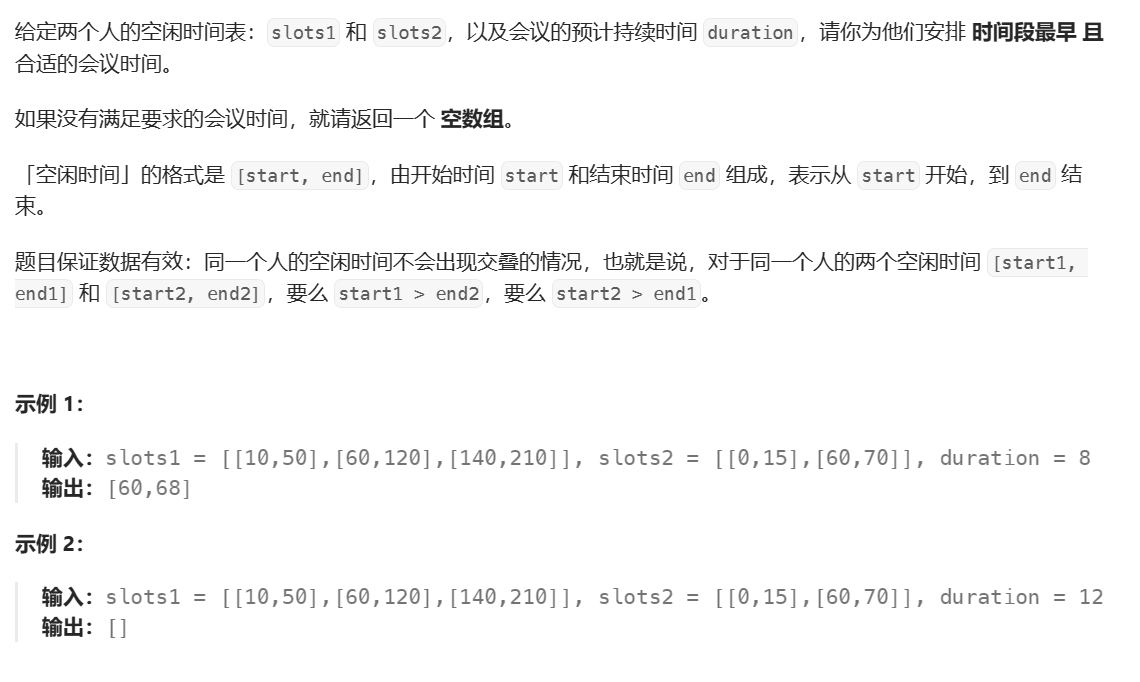 给定两个人的空闲时间表：slots1 和 slots2，以及会议的预计持续时间 duration，请你为他们安排 时间段最早 且
合适的会议时间。
如果没有满足要求的会议时间，就请返回一个 空数组。
「空闲时间」的格式是 [start, end]，由开始时间 start 和结束时间 end 组成，表示从 start 开始，到 end 结
束。
题目保证数据有效：同一个人的空闲时间不会出现交叠的情况，也就是说，对于同一个人的两个空闲时间 [start1,
end1] 和 [start2, end2]，要么 start1 > end2，要么 start2 > end1。
示例 1：
输入：slots1 = [[10,50],[60,120],[140,210]], slots2 = [[0,15],[60,70]], duration = 8
输出：[60,68]
示例 2：
输入：slots1 = [[10,50],[60,120],[140,210]], slots2 = [[0,15],[60,70]], duration = 12
输出：[]